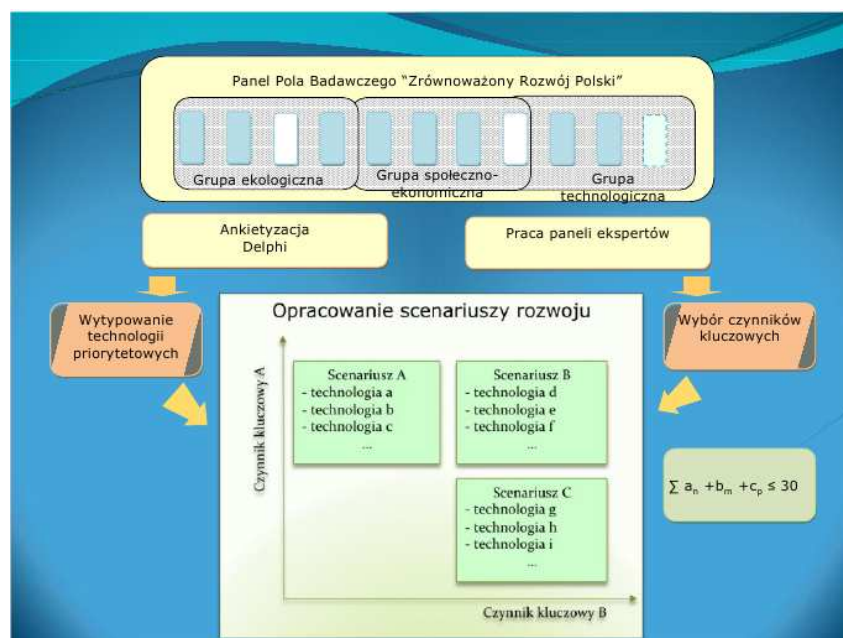 Panel Pola Badawczego “Zrównoważony Rozwój Polski”
Grupa ekologiczna
Grupa społeczno-
ekonomiczna
Grupa
technologiczna
Ankietyzacja
Delphi
Praca paneli ekspertów
Wytypowanie
technologii
priorytetowych
Opracowanie scenariuszy rozwoju
Wybór czynników
kluczowych
Czynnik kluczowy A
Scenariusz A
- technologia a
- technologia b
- technologia c
...
Scenariusz B
- technologia d
- technologia e
- technologia f
...
Scenariusz C
- technologia g
- technologia h
- technologia i
...
Czynnik kluczowy B
∑ aₙ +bₘ +cₚ ≤ 30